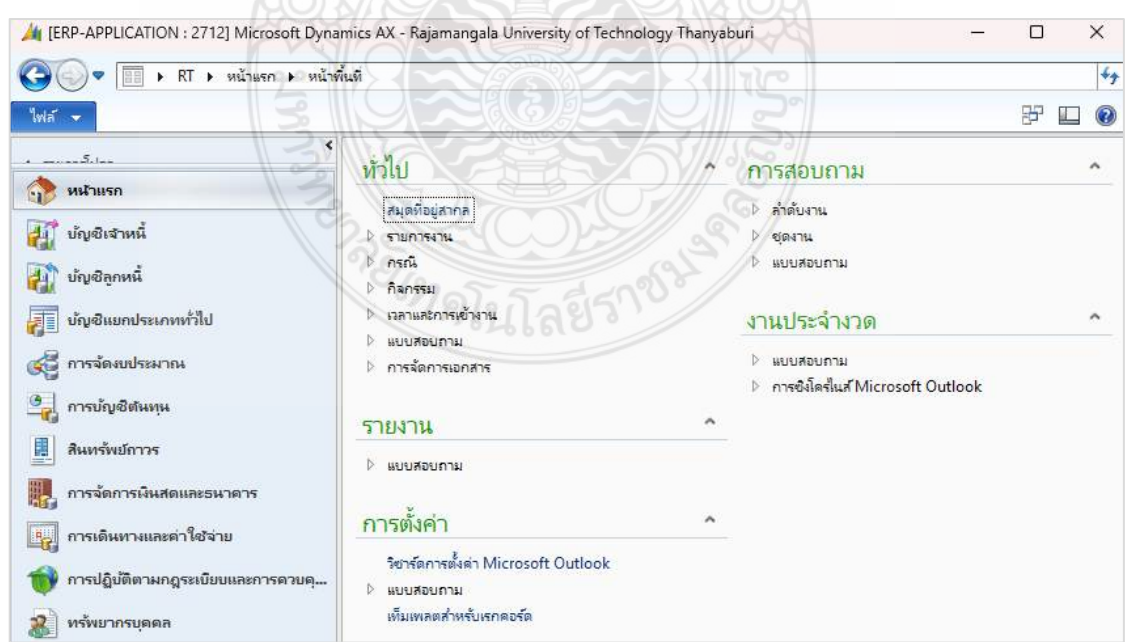 [ERP-APPLICATION : 2712] Microsoft Dynamics AX - Rajamangala University of Technology Thanyaburi
RT หน้าแรก หน้าพื้นที่
ไฟล์
หน้าแรก
บัญชีเจ้าหนี้
บัญชีลูกหนี้
บัญชีแยกประเภททั่วไป
การจัดงบประมาณ
การบัญชีต้นทุน
สินทรัพย์ถาวร
การจัดการเงินสดและธนาคาร
การเดินทางและค่าใช้จ่าย
การปฏิบัติตามกฎระเบียบและการควบคุ...
ทรัพยากรบุคคล
ทั่วไป
สมุดที่อยู่สากล
รายการงาน
กรณี
กิจกรรม
เวลาและการเข้างาน
แบบสอบถาม
การจัดการเอกสาร
รายงาน
แบบสอบถาม
การตั้งค่า
วิซาร์ดการตั้งค่า Microsoft Outlook
แบบสอบถาม
เท็มเพลตสำหรับเรกคอร์ด
การสอบถาม
ลำดับงาน
ชุดงาน
แบบสอบถาม
งานประจำงวด
แบบสอบถาม
การซิงโครไนส์ Microsoft Outlook